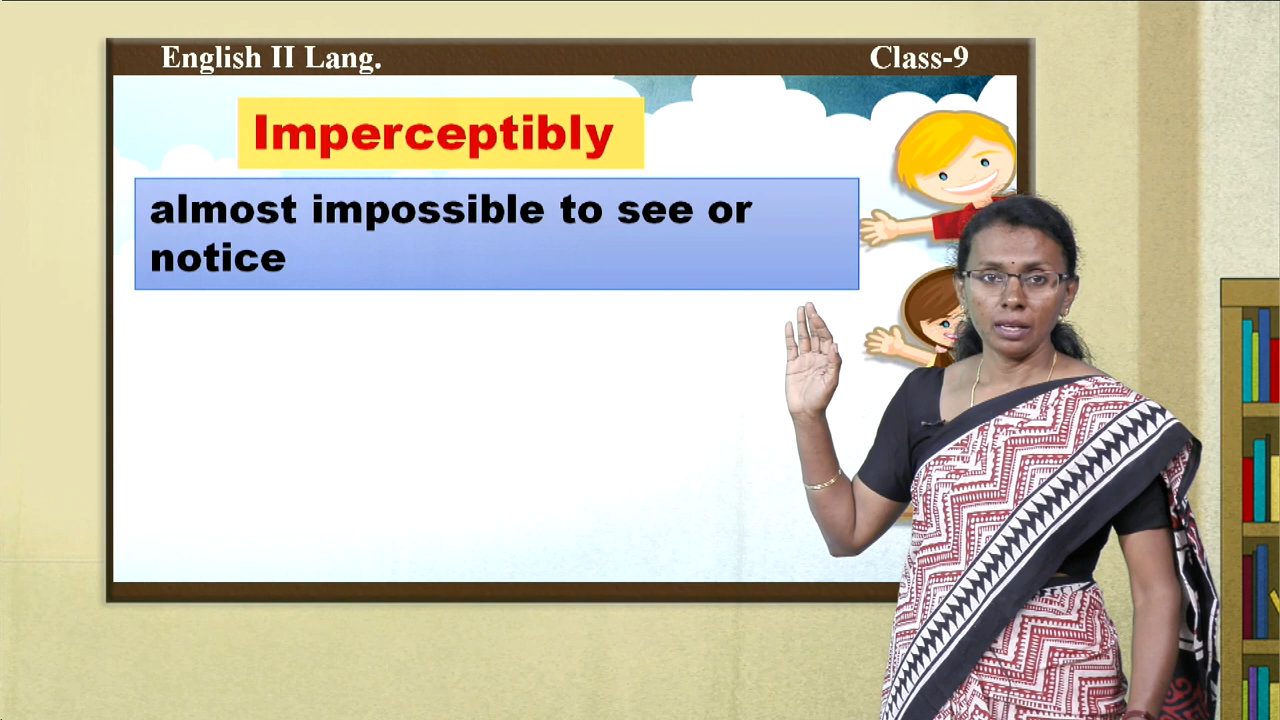 English II Lang.
Class-9
Imperceptibly
almost impossible to see or
notice